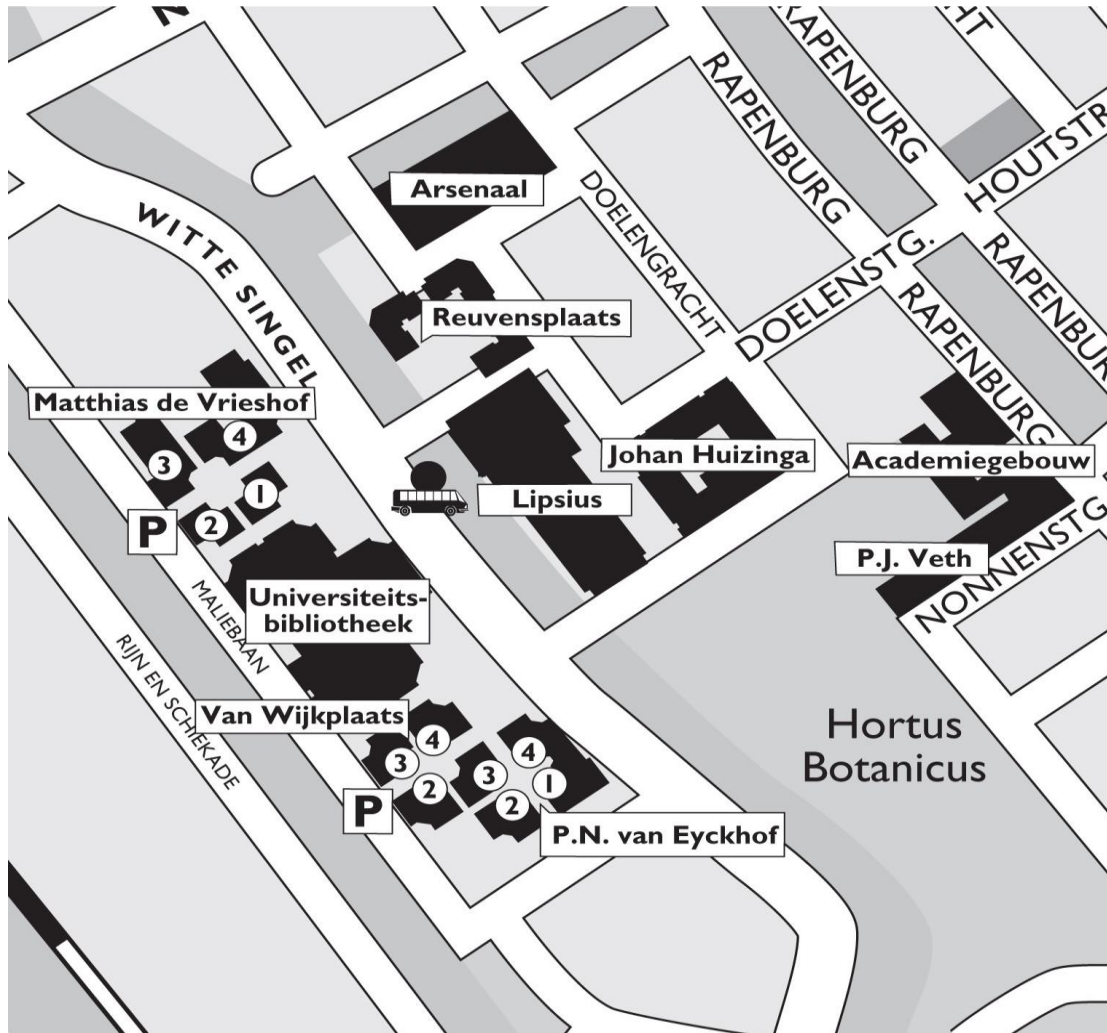 RAPENBURG
RAPENBURG
HOUTSTR
Arsenaal
DOELENGRACHT
DOELENSTG.
WITTE SINGEL
Reuvensplaats
RAPENBURG
RAPENBURG
Matthias de Vrieshof
4
3
1
2
P
Johan Huizinga
Academiegebouw
Lipsius
P.J. Veth
NONNENSTG
Universiteits-
bibliotheek
MALIEBAAN
RIJN EN SCHIEKADE
Van Wijkplaats
4
3
2
P
4
3
1
2
P.N. van Eyckhof
Hortus
Botanicus